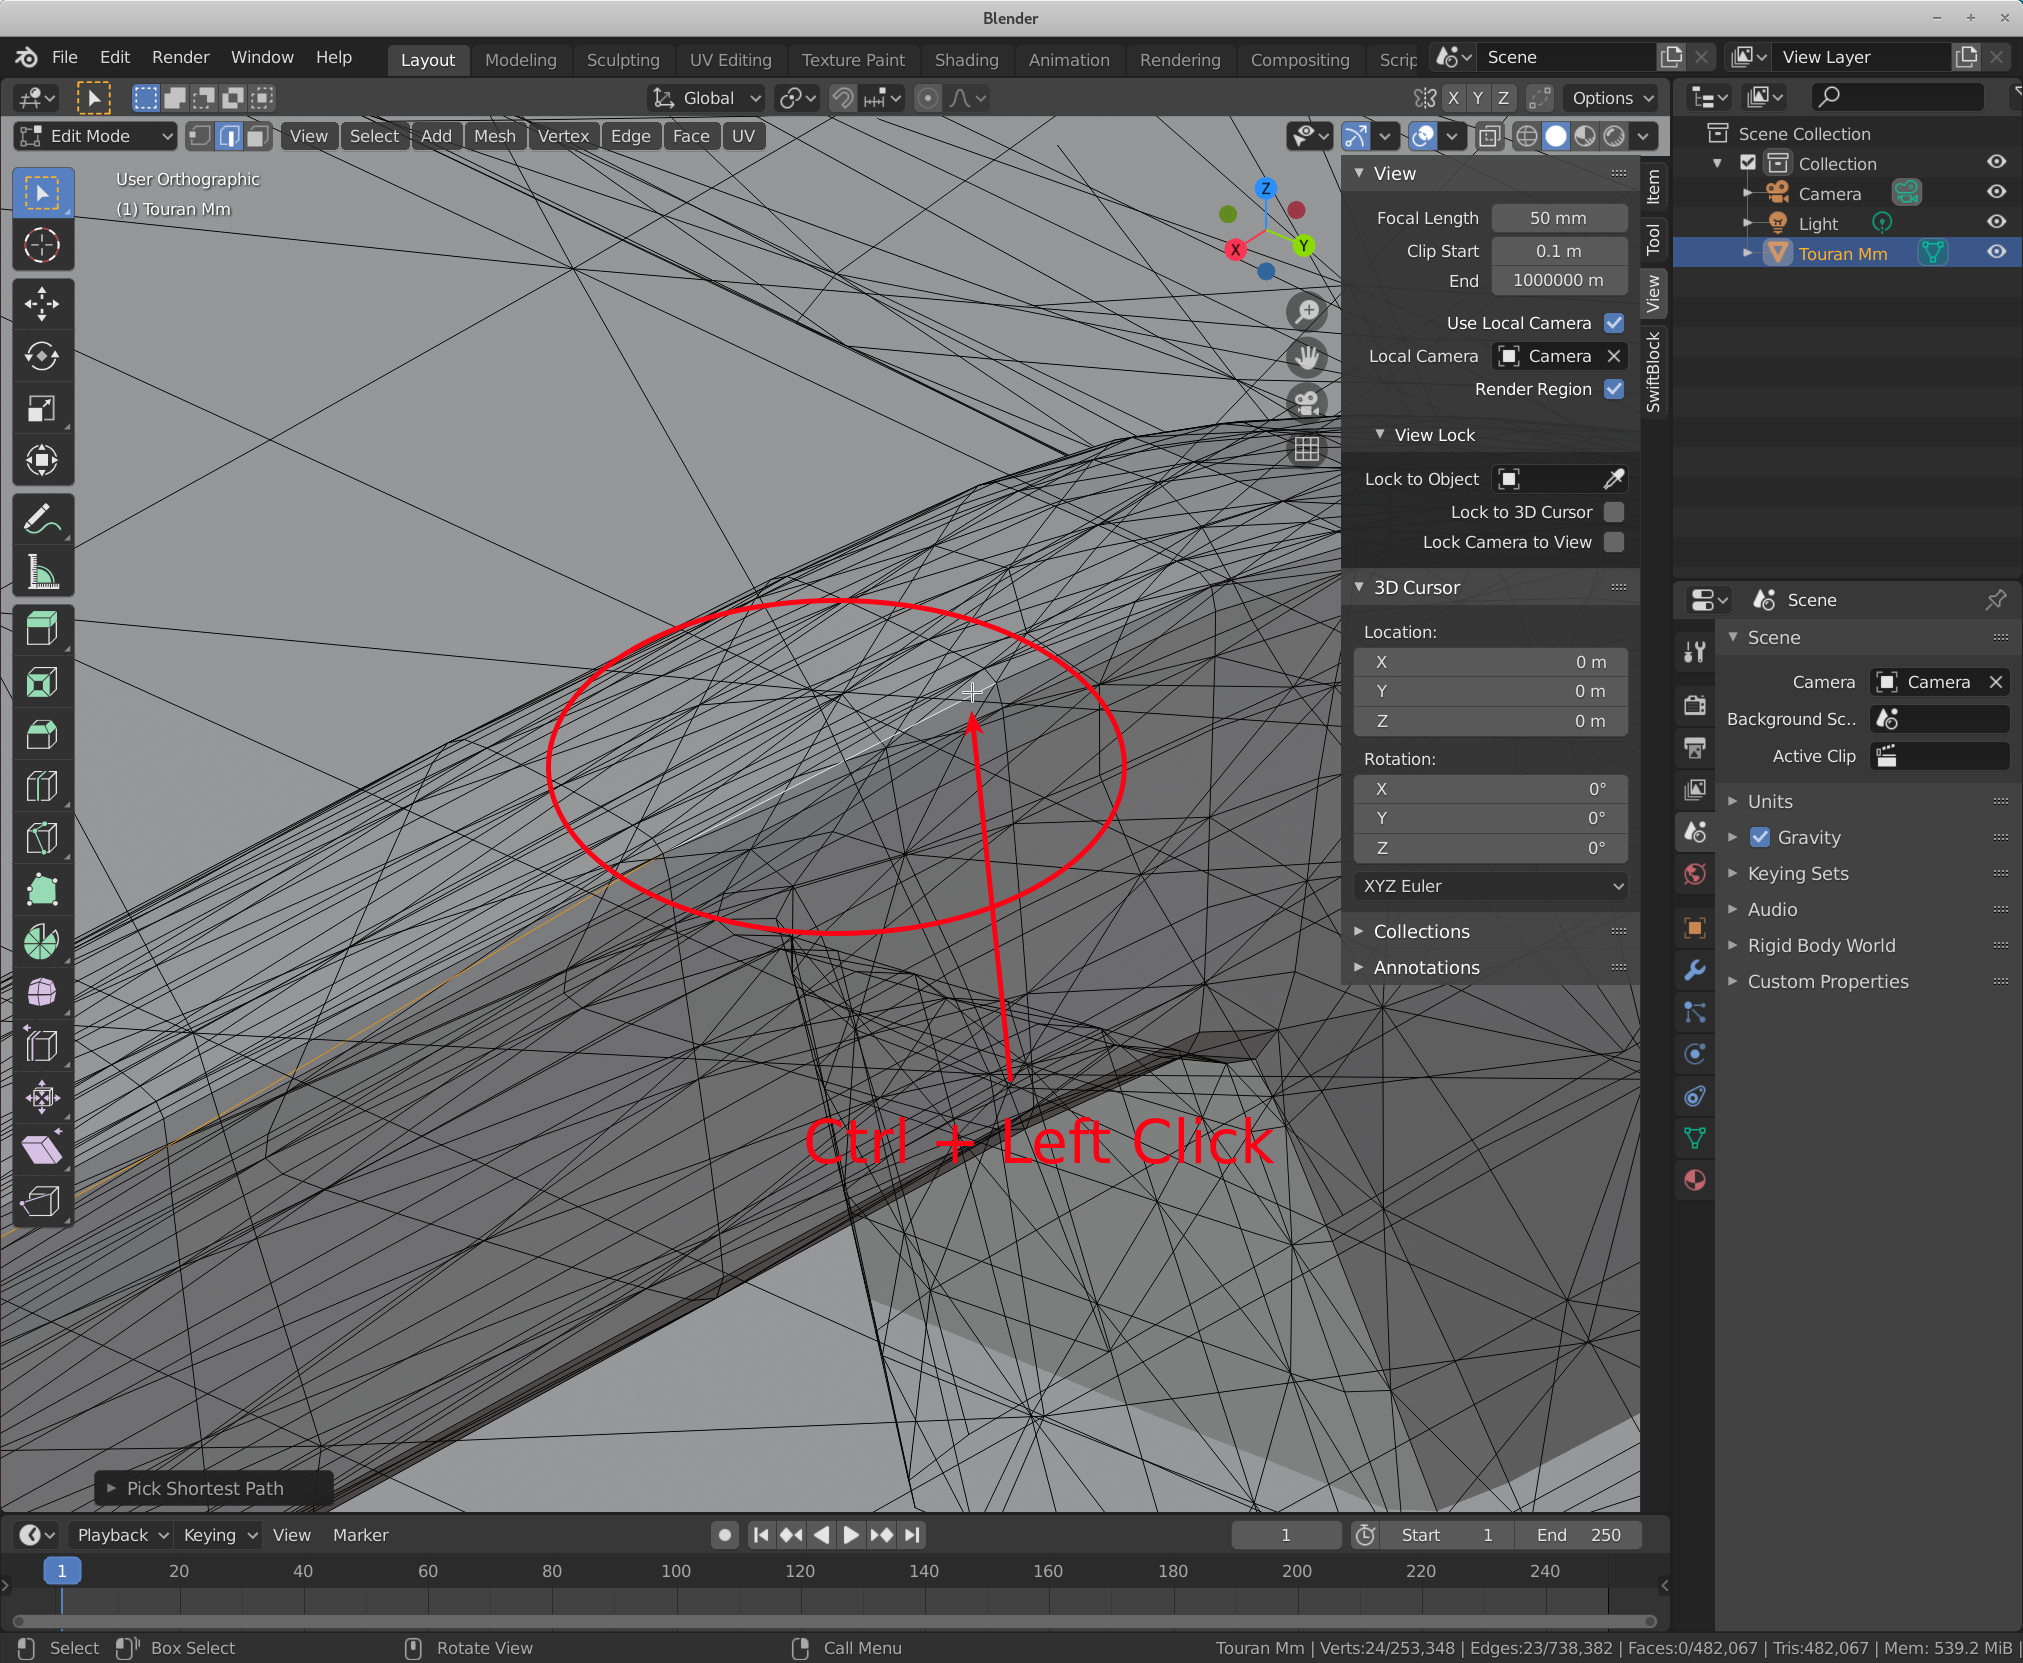 Blender
File Edit Render Window Help Layout Modeling Sculpting UV Editing Texture Paint Shading Animation Rendering Compositing Scrip Scene View Layer
Global X Y Z Options
Edit Mode View Select Add Mesh Vertex Edge Face UV
User Orthographic
(1) Touran Mm
Z
X
Y
View
Focal Length 50 mm
Clip Start 0.1 m
End 1000000 m
Use Local Camera
Local Camera Camera
Render Region
View Lock
Lock to Object
Lock to 3D Cursor
Lock Camera to View
3D Cursor
Location:
X 0 m
Y 0 m
Z 0 m
Rotation:
X 0°
Y 0°
Z 0°
XYZ Euler
Collections
Annotations
Item
Tool
View
SwiftBlock
Scene Collection
Collection
Camera
Light
Touran Mm
Scene
Scene
Camera Camera
Background Sc..
Active Clip
Units
Gravity
Keying Sets
Audio
Rigid Body World
Custom Properties
Ctrl + Left Click
Pick Shortest Path
Playback Keying View Marker 1 Start 1 End 250
1 20 40 60 80 100 120 140 160 180 200 220 240
Select Box Select Rotate View Call Menu Touran Mm | Verts:24/253,348 | Edges:23/738,382 | Faces:0/482,067 | Tris:482,067 | Mem: 539.2 MiB |